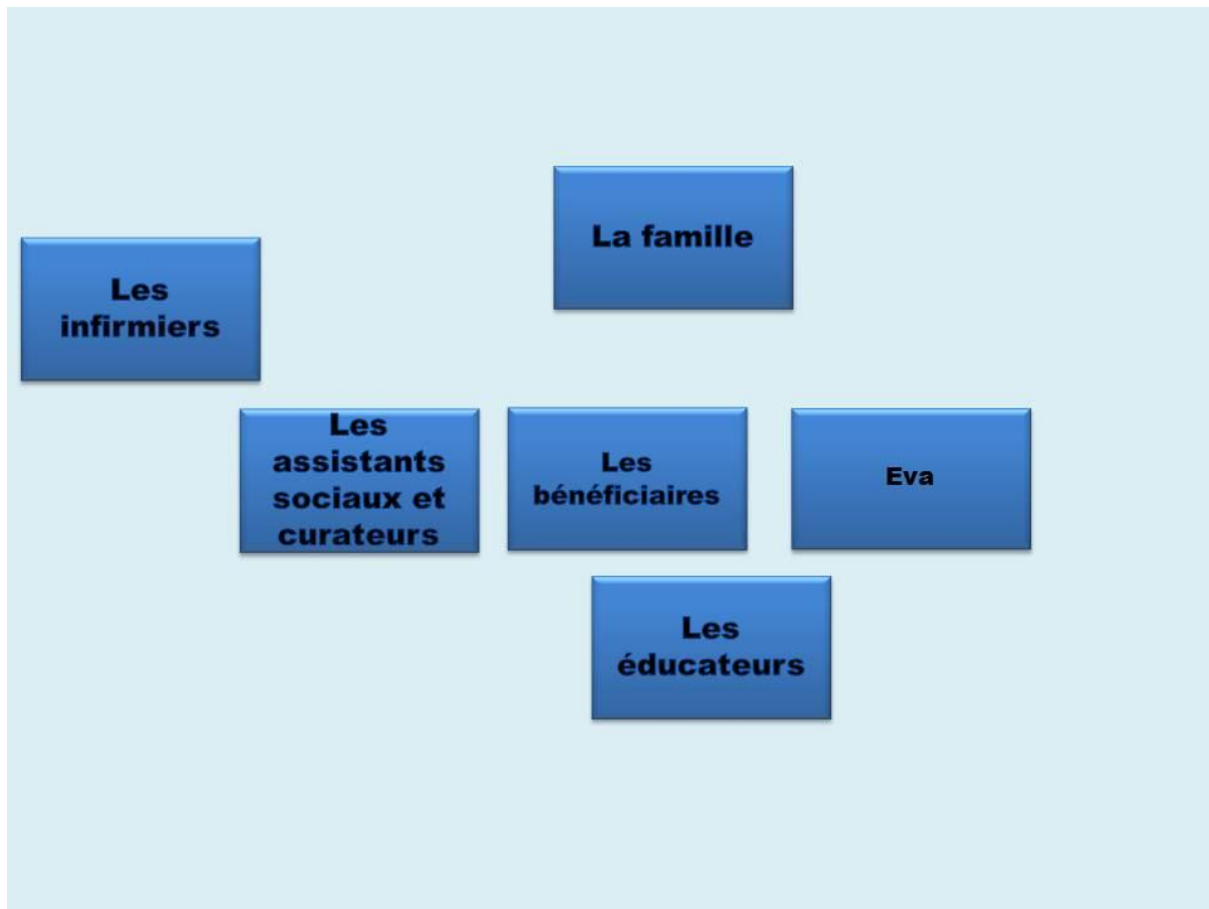 La famille
Les
infirmiers
Les
assistants
sociaux et
curateurs
Les
bénéficiaires
Eva
Les
éducateurs